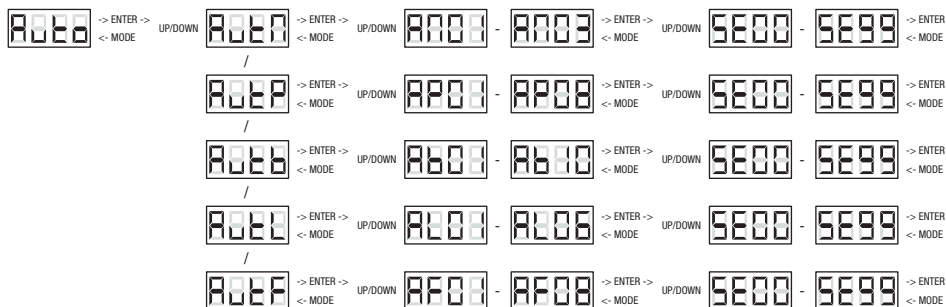 Auto -> ENTER -> <- MODE UP/DOWN AutM -> ENTER -> <- MODE UP/DOWN AM01 - AM03 -> ENTER -> <- MODE UP/DOWN SE00 - SE99 -> ENTER <- MODE
/
AutP -> ENTER -> <- MODE UP/DOWN AP01 - AP08 -> ENTER -> <- MODE UP/DOWN SE00 - SE99 -> ENTER <- MODE
/
Autb -> ENTER -> <- MODE UP/DOWN Ab01 - Ab10 -> ENTER -> <- MODE UP/DOWN SE00 - SE99 -> ENTER <- MODE
/
AutL -> ENTER -> <- MODE UP/DOWN AL01 - AL06 -> ENTER -> <- MODE UP/DOWN SE00 - SE99 -> ENTER <- MODE
/
AutF -> ENTER -> <- MODE UP/DOWN AF01 - AF08 -> ENTER -> <- MODE UP/DOWN SE00 - SE99 -> ENTER <- MODE